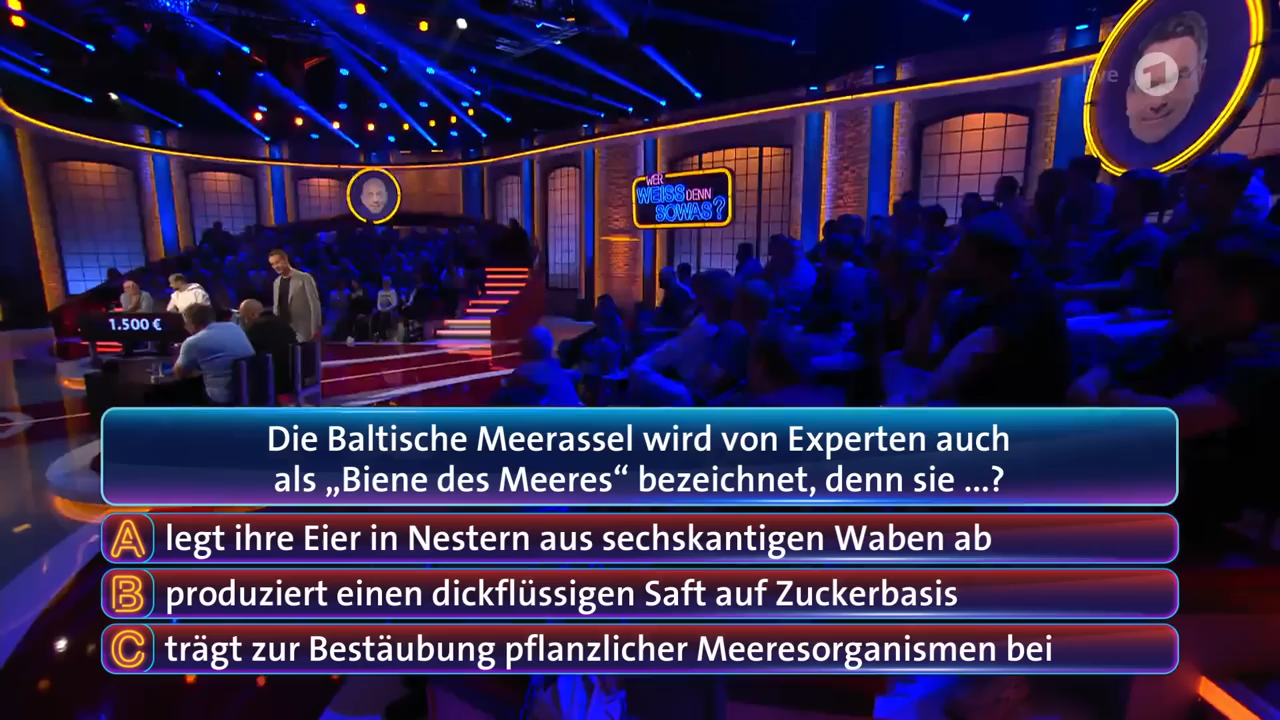 live
1
WER
WEISS DENN
SOWAS?
1.500 €
Die Baltische Meerassel wird von Experten auch
als „Biene des Meeres“ bezeichnet, denn sie ...?
A legt ihre Eier in Nestern aus sechskantigen Waben ab
B produziert einen dickflüssigen Saft auf Zuckerbasis
C trägt zur Bestäubung pflanzlicher Meeresorganismen bei